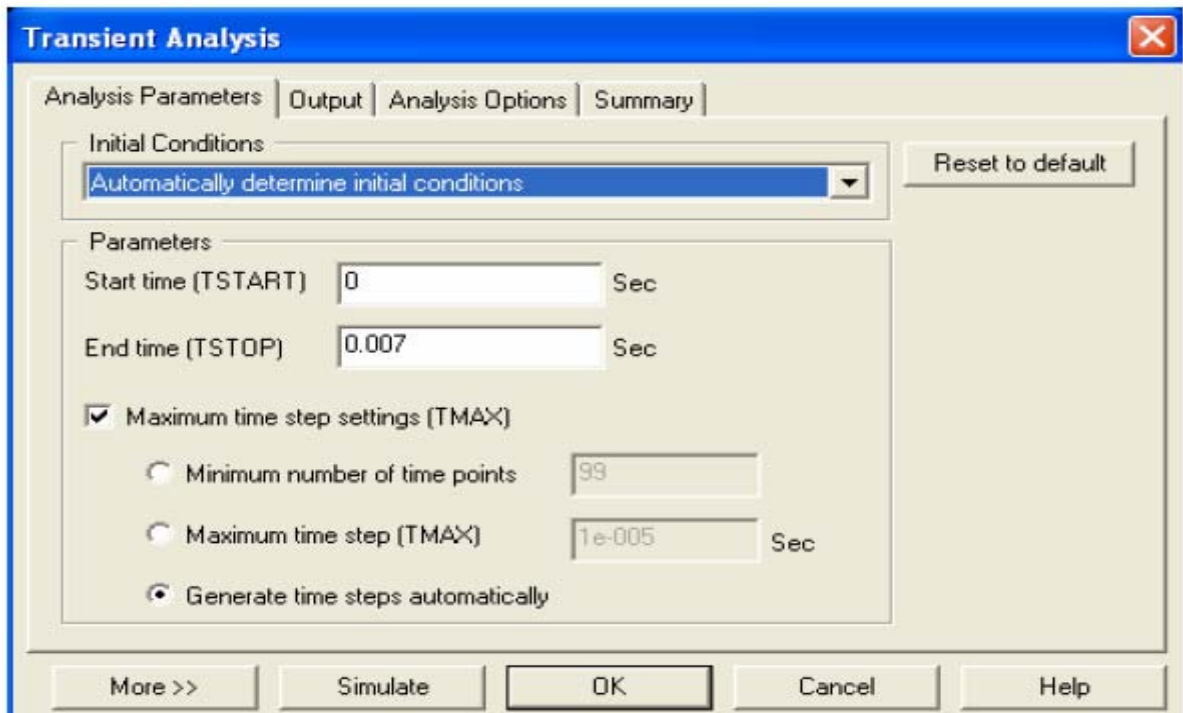 Transient Analysis
Analysis Parameters Output Analysis Options Summary
Initial Conditions
Automatically determine initial conditions
Reset to default
Parameters
Start time (TSTART) 0 Sec
End time (TSTOP) 0.007 Sec
Maximum time step settings (TMAX)
Minimum number of time points 99
Maximum time step (TMAX) 1e-005 Sec
Generate time steps automatically
More >> Simulate OK Cancel Help